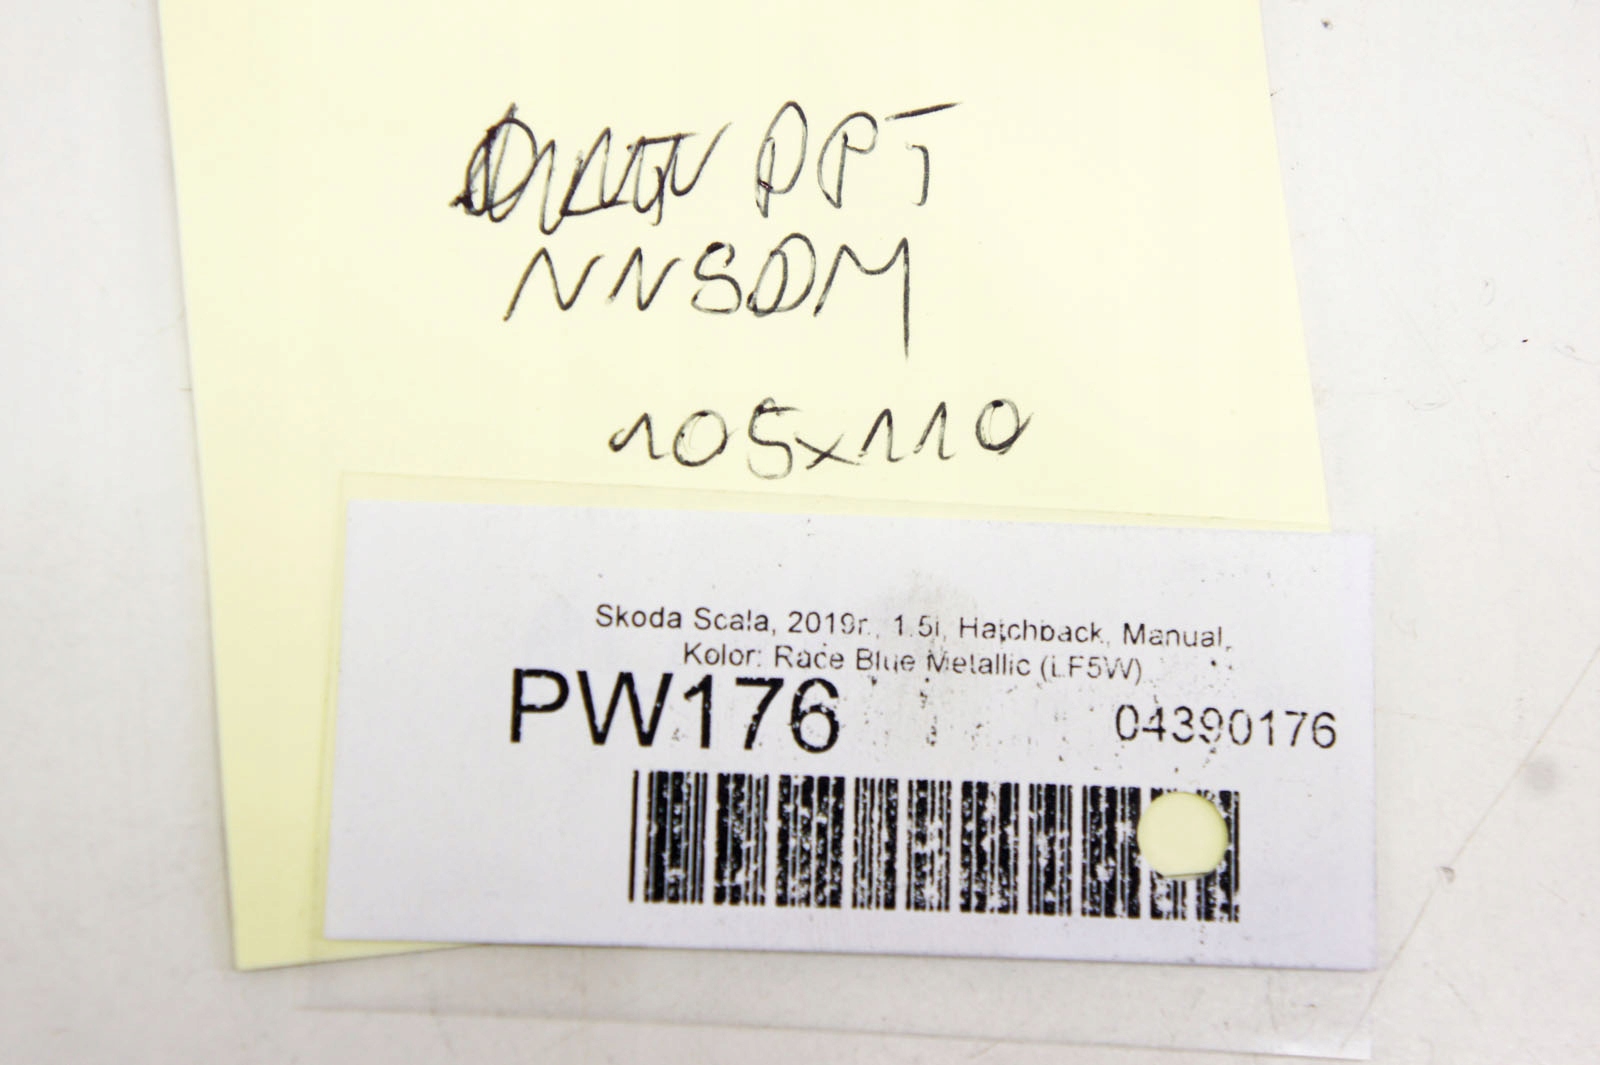 PPT
NNSDM
105x110
Skoda Scala, 2019r., 1.5i, Hatchback, Manual,
Kolor: Race Blue Metallic (LF5W)
PW176
04390176